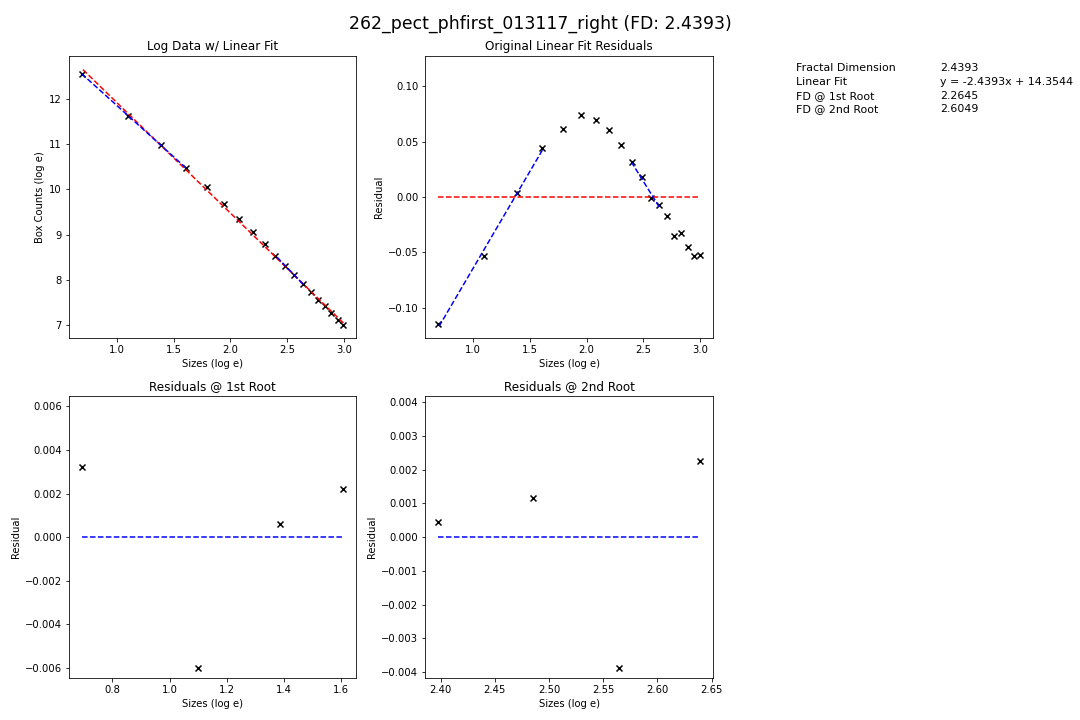 262_pect_phfirst_013117_right (FD: 2.4393)
Log Data w/ Linear Fit
12
11
10
9
8
7
Box Counts (log e)
1.0 1.5 2.0 2.5 3.0
Sizes (log e)
Original Linear Fit Residuals
0.10
0.05
0.00
−0.05
−0.10
Residual
1.0 1.5 2.0 2.5 3.0
Sizes (log e)
Fractal Dimension 2.4393
Linear Fit y = -2.4393x + 14.3544
FD @ 1st Root 2.2645
FD @ 2nd Root 2.6049
Residuals @ 1st Root
0.006
0.004
0.002
0.000
−0.002
−0.004
−0.006
Residual
0.8 1.0 1.2 1.4 1.6
Sizes (log e)
Residuals @ 2nd Root
0.004
0.003
0.002
0.001
0.000
−0.001
−0.002
−0.003
−0.004
Residual
2.40 2.45 2.50 2.55 2.60 2.65
Sizes (log e)